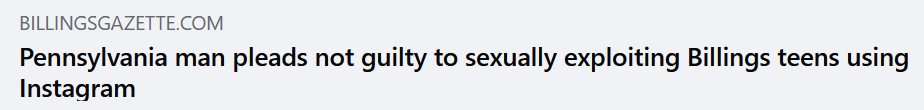 BILLINGSGAZETTE.COM
Pennsylvania man pleads not guilty to sexually exploiting Billings teens using
Instagram